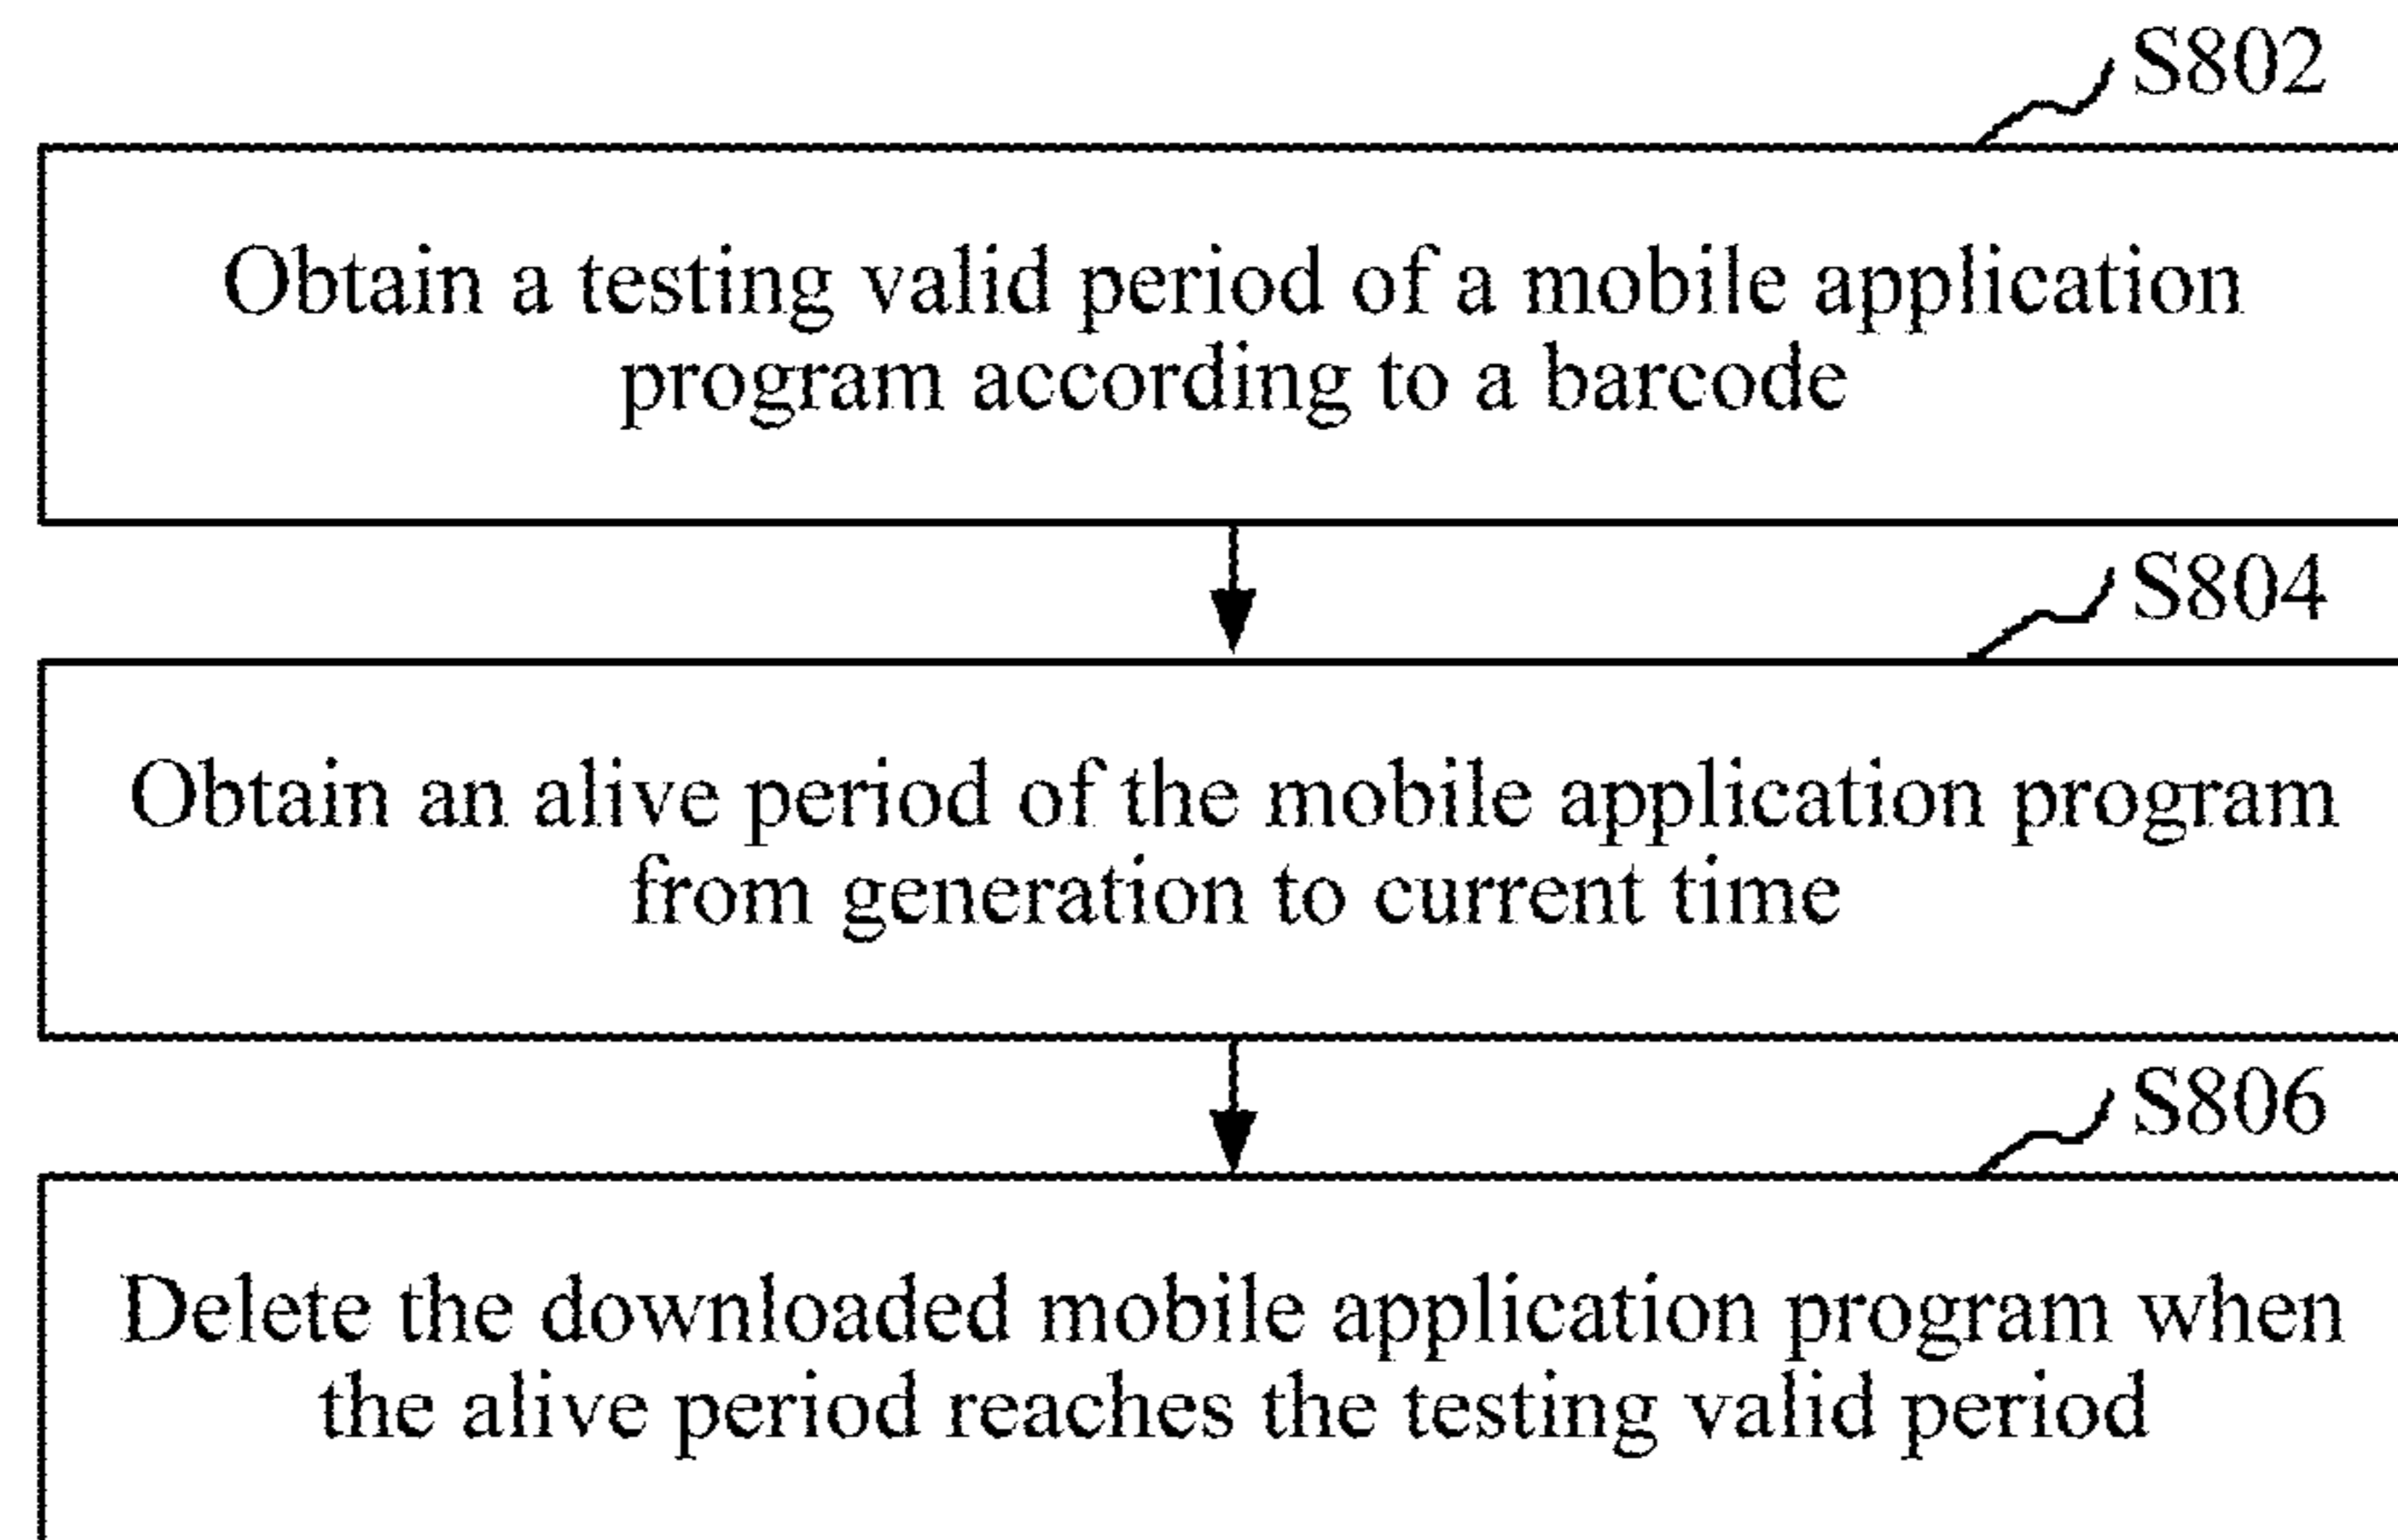 S802
Obtain a testing valid period of a mobile application
program according to a barcode
S804
Obtain an alive period of the mobile application program
from generation to current time
S806
Delete the downloaded mobile application program when
the alive period reaches the testing valid period